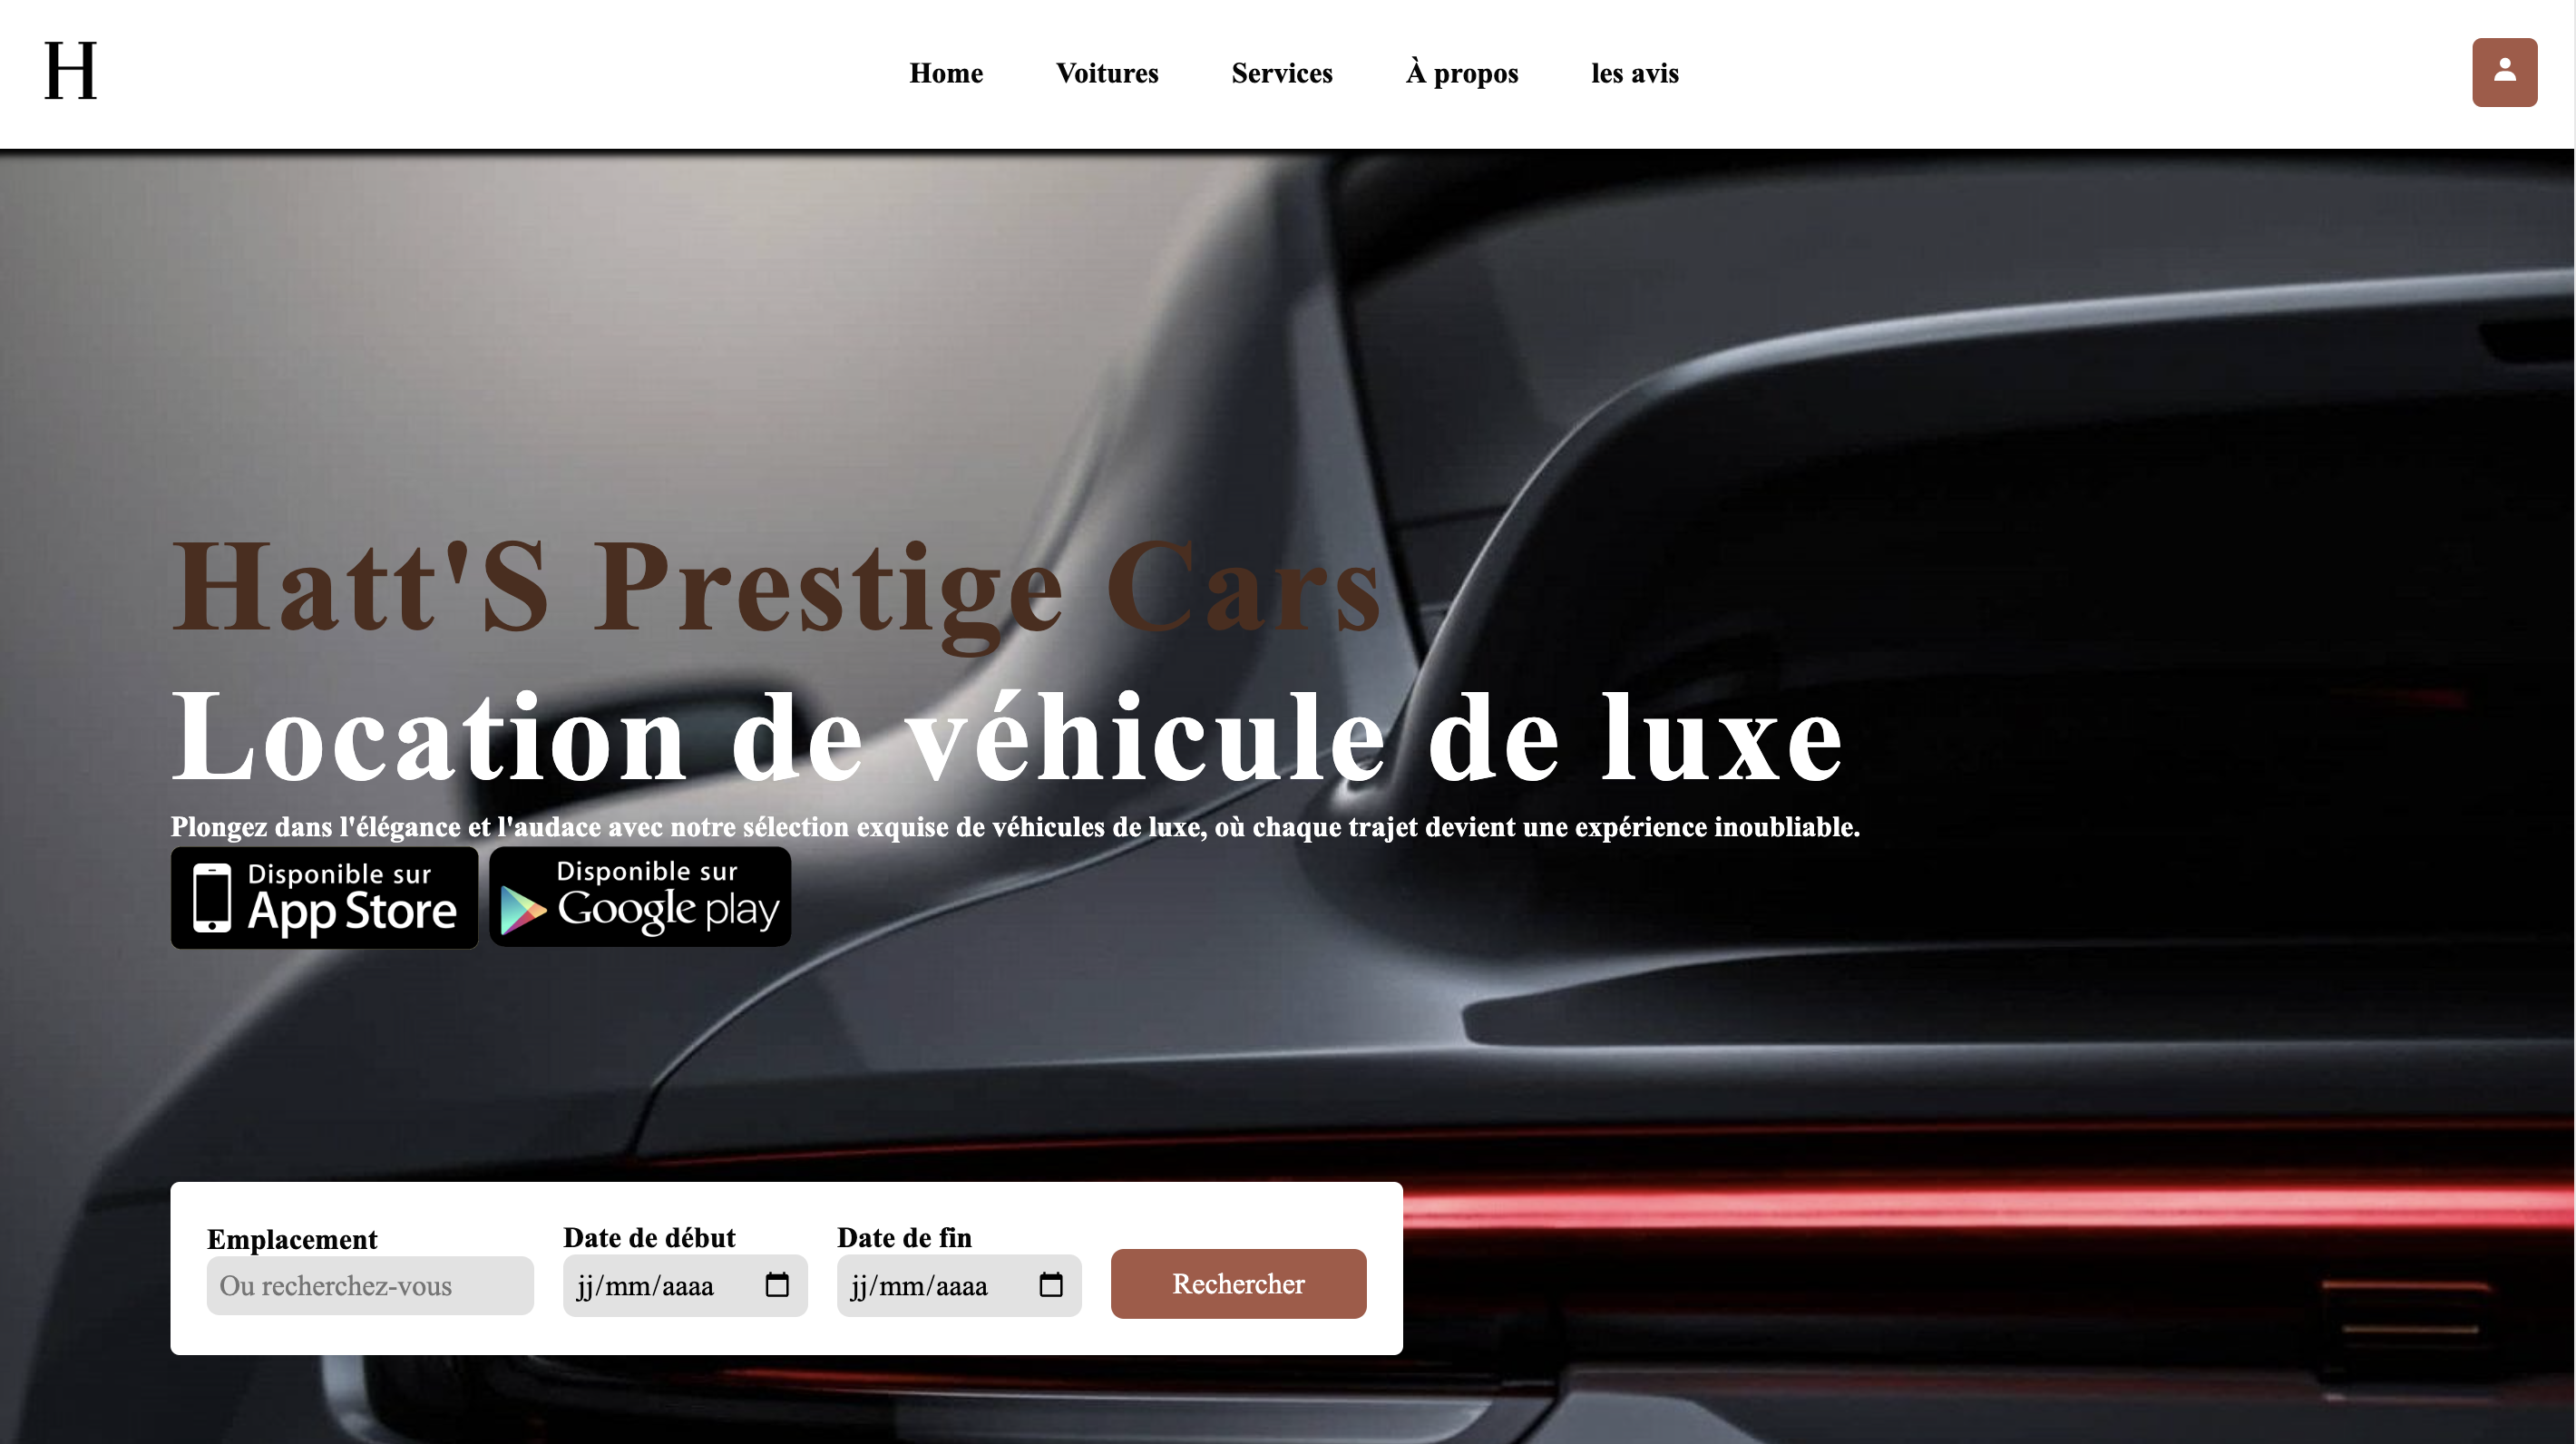 H
Home Voitures Services À propos les avis
Hatt'S Prestige Cars
Location de véhicule de luxe
Plongez dans l'élégance et l'audace avec notre sélection exquise de véhicules de luxe, où chaque trajet devient une expérience inoubliable.
Disponible sur App Store
Disponible sur Google play
Emplacement Date de début Date de fin
Ou recherchez-vous jj/mm/aaaa jj/mm/aaaa Rechercher